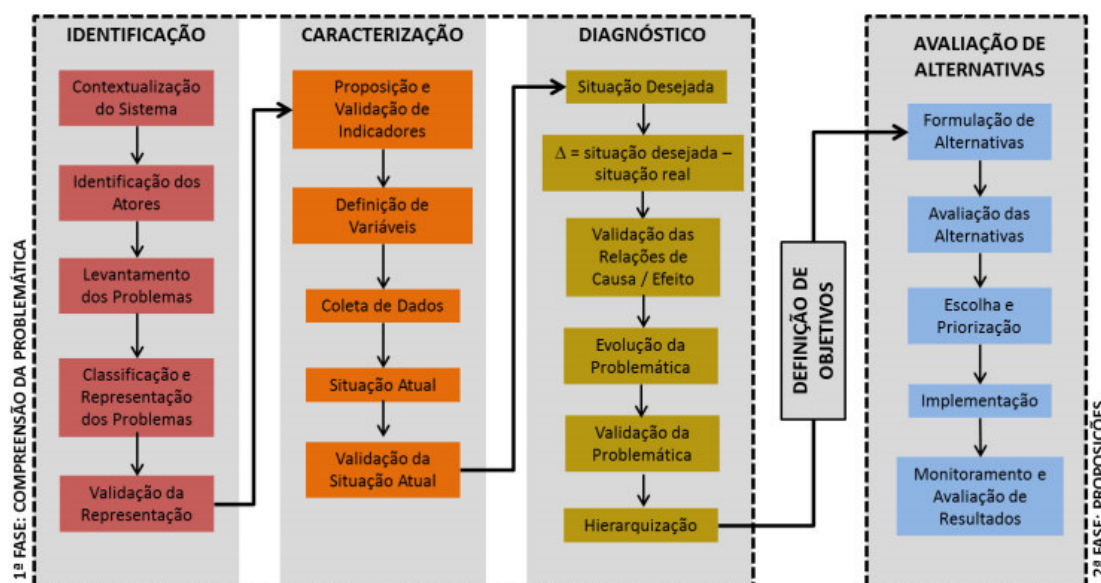 1ª FASE: COMPREENSÃO DA PROBLEMÁTICA
IDENTIFICAÇÃO
Contextualização
do Sistema
Identificação dos
Atores
Levantamento
dos Problemas
Classificação e
Representação
dos Problemas
Validação da
Representação
CARACTERIZAÇÃO
Proposição e
Validação de
Indicadores
Definição de
Variáveis
Coleta de Dados
Situação Atual
Validação da
Situação Atual
DIAGNÓSTICO
Situação Desejada
Δ = situação desejada –
situação real
Validação das
Relações de
Causa / Efeito
Evolução da
Problemática
Validação da
Problemática
Hierarquização
DEFINIÇÃO DE
OBJETIVOS
AVALIAÇÃO DE
ALTERNATIVAS
Formulação de
Alternativas
Avaliação das
Alternativas
Escolha e
Priorização
Implementação
Monitoramento e
Avaliação de
Resultados
2ª FASE: PROPOSIÇÕES